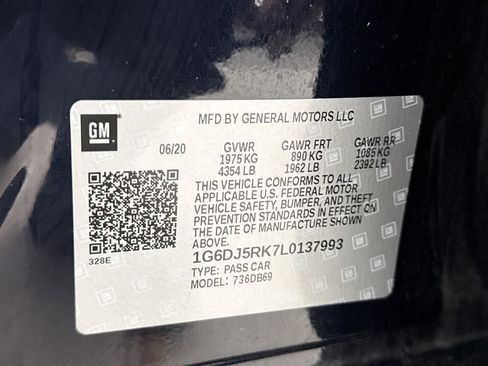 MFD BY GENERAL MOTORS LLC
GM
06/20 GVWR GAWR FRT GAWR RR
1975 KG 890 KG 1085 KG
4354 LB 1962 LB 2392 LB
THIS VEHICLE CONFORMS TO ALL
APPLICABLE U.S. FEDERAL MOTOR
VEHICLE SAFETY, BUMPER, AND THEFT
PREVENTION STANDARDS IN EFFECT ON
THE DATE OF MANUFACTURE SHOWN
ABOVE.
328E
1G6DJ5RK7L0137993
TYPE: PASS CAR
MODEL: 736DB69